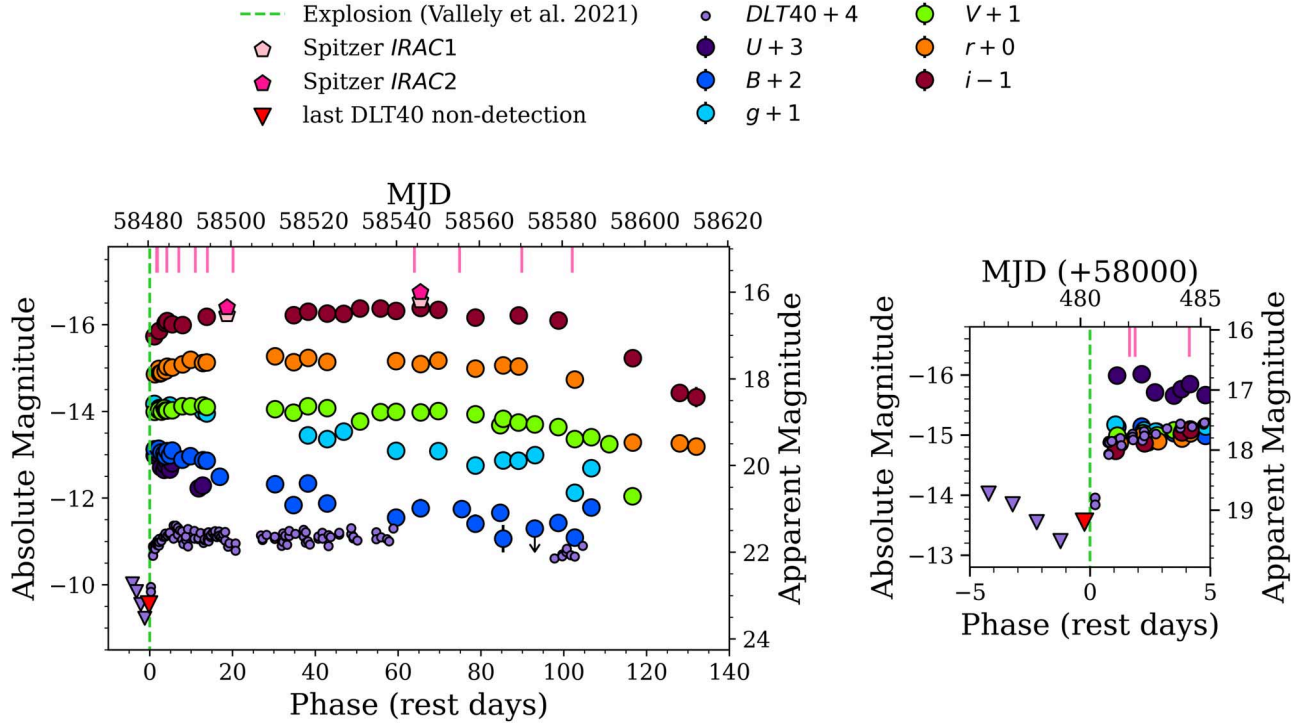 Explosion (Vallely et al. 2021)
Spitzer IRAC1
Spitzer IRAC2
last DLT40 non-detection
DLT40 + 4
U + 3
B + 2
g + 1
V + 1
r + 0
i − 1
MJD
58480 58500 58523 58540 58565 58580 58600 58620
Absolute Magnitude
−16
−14
−12
−10
16
18
20
22
24
Apparent Magnitude
0 20 40 60 80 100 120 140
Phase (rest days)
MJD (+58000)
480 485
Absolute Magnitude
−16
−15
−14
−13
16
17
18
19
Apparent Magnitude
−5 0 5
Phase (rest days)